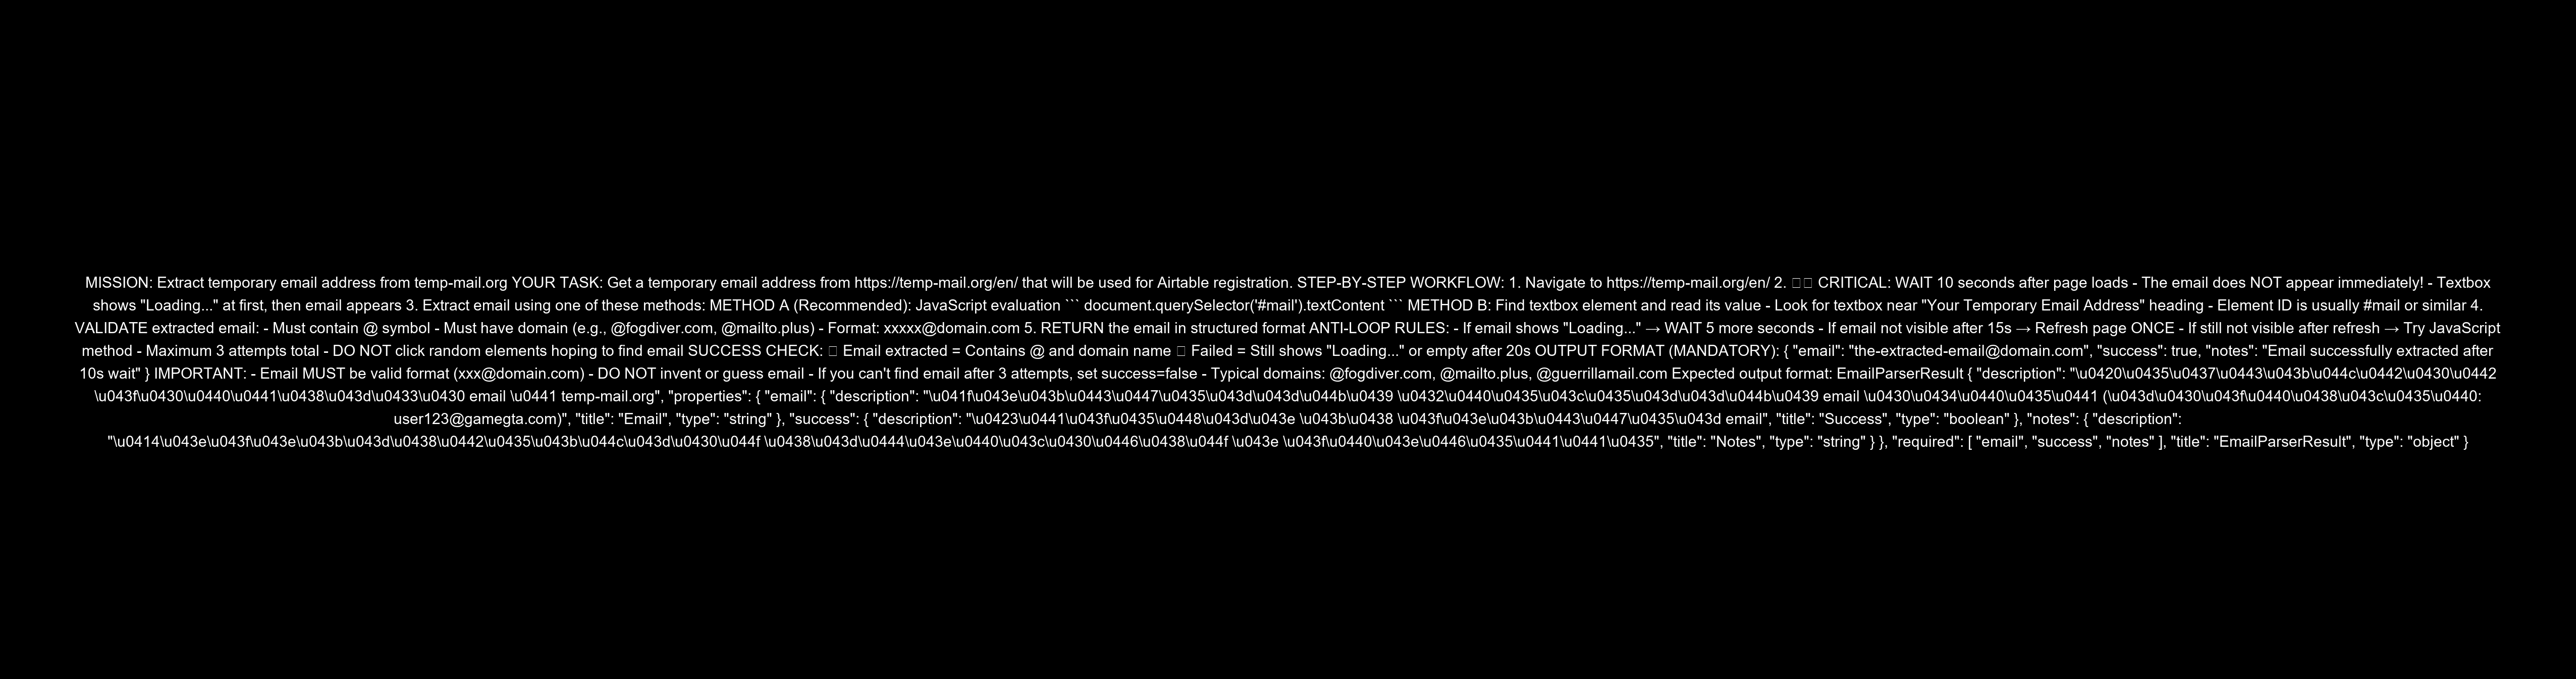 MISSION: Extract temporary email address from temp-mail.org YOUR TASK: Get a temporary email address from https://temp-mail.org/en/ that will be used for Airtable registration. STEP-BY-STEP WORKFLOW: 1. Navigate to https://temp-mail.org/en/ 2. □□ CRITICAL: WAIT 10 seconds after page loads - The email does NOT appear immediately! - Textbox
shows "Loading..." at first, then email appears 3. Extract email using one of these methods: METHOD A (Recommended): JavaScript evaluation ``` document.querySelector('#mail').textContent ``` METHOD B: Find textbox element and read its value - Look for textbox near "Your Temporary Email Address" heading - Element ID is usually #mail or similar 4.
VALIDATE extracted email: - Must contain @ symbol - Must have domain (e.g., @fogdiver.com, @mailto.plus) - Format: xxxxx@domain.com 5. RETURN the email in structured format ANTI-LOOP RULES: - If email shows "Loading..." → WAIT 5 more seconds - If email not visible after 15s → Refresh page ONCE - If still not visible after refresh → Try JavaScript
method - Maximum 3 attempts total - DO NOT click random elements hoping to find email SUCCESS CHECK: □ Email extracted = Contains @ and domain name □ Failed = Still shows "Loading..." or empty after 20s OUTPUT FORMAT (MANDATORY): { "email": "the-extracted-email@domain.com", "success": true, "notes": "Email successfully extracted after
10s wait" } IMPORTANT: - Email MUST be valid format (xxx@domain.com) - DO NOT invent or guess email - If you can't find email after 3 attempts, set success=false - Typical domains: @fogdiver.com, @mailto.plus, @guerrillamail.com Expected output format: EmailParserResult { "description": "\u0420\u0435\u0437\u0443\u043b\u044c\u0442\u0430\u0442
\u043f\u0430\u0440\u0441\u0438\u043d\u0433\u0430 email \u0441 temp-mail.org", "properties": { "email": { "description": "\u041f\u043e\u043b\u0443\u0447\u0435\u043d\u043d\u044b\u0439 \u0432\u0440\u0435\u043c\u0435\u043d\u043d\u044b\u0439 email \u0430\u0434\u0440\u0435\u0441 (\u043d\u0430\u043f\u0440\u0438\u043c\u0435\u0440:
user123@gamegta.com)", "title": "Email", "type": "string" }, "success": { "description": "\u0423\u0441\u043f\u0435\u0448\u043d\u043e \u043b\u0438 \u043f\u043e\u043b\u0443\u0447\u0435\u043d email", "title": "Success", "type": "boolean" }, "notes": { "description":
"\u0414\u043e\u043f\u043e\u043b\u043d\u0438\u0442\u0435\u043b\u044c\u043d\u0430\u044f \u0438\u043d\u0444\u043e\u0440\u043c\u0430\u0446\u0438\u044f \u043e \u043f\u0440\u043e\u0446\u0435\u0441\u0441\u0435", "title": "Notes", "type": "string" } }, "required": [ "email", "success", "notes" ], "title": "EmailParserResult", "type": "object" }